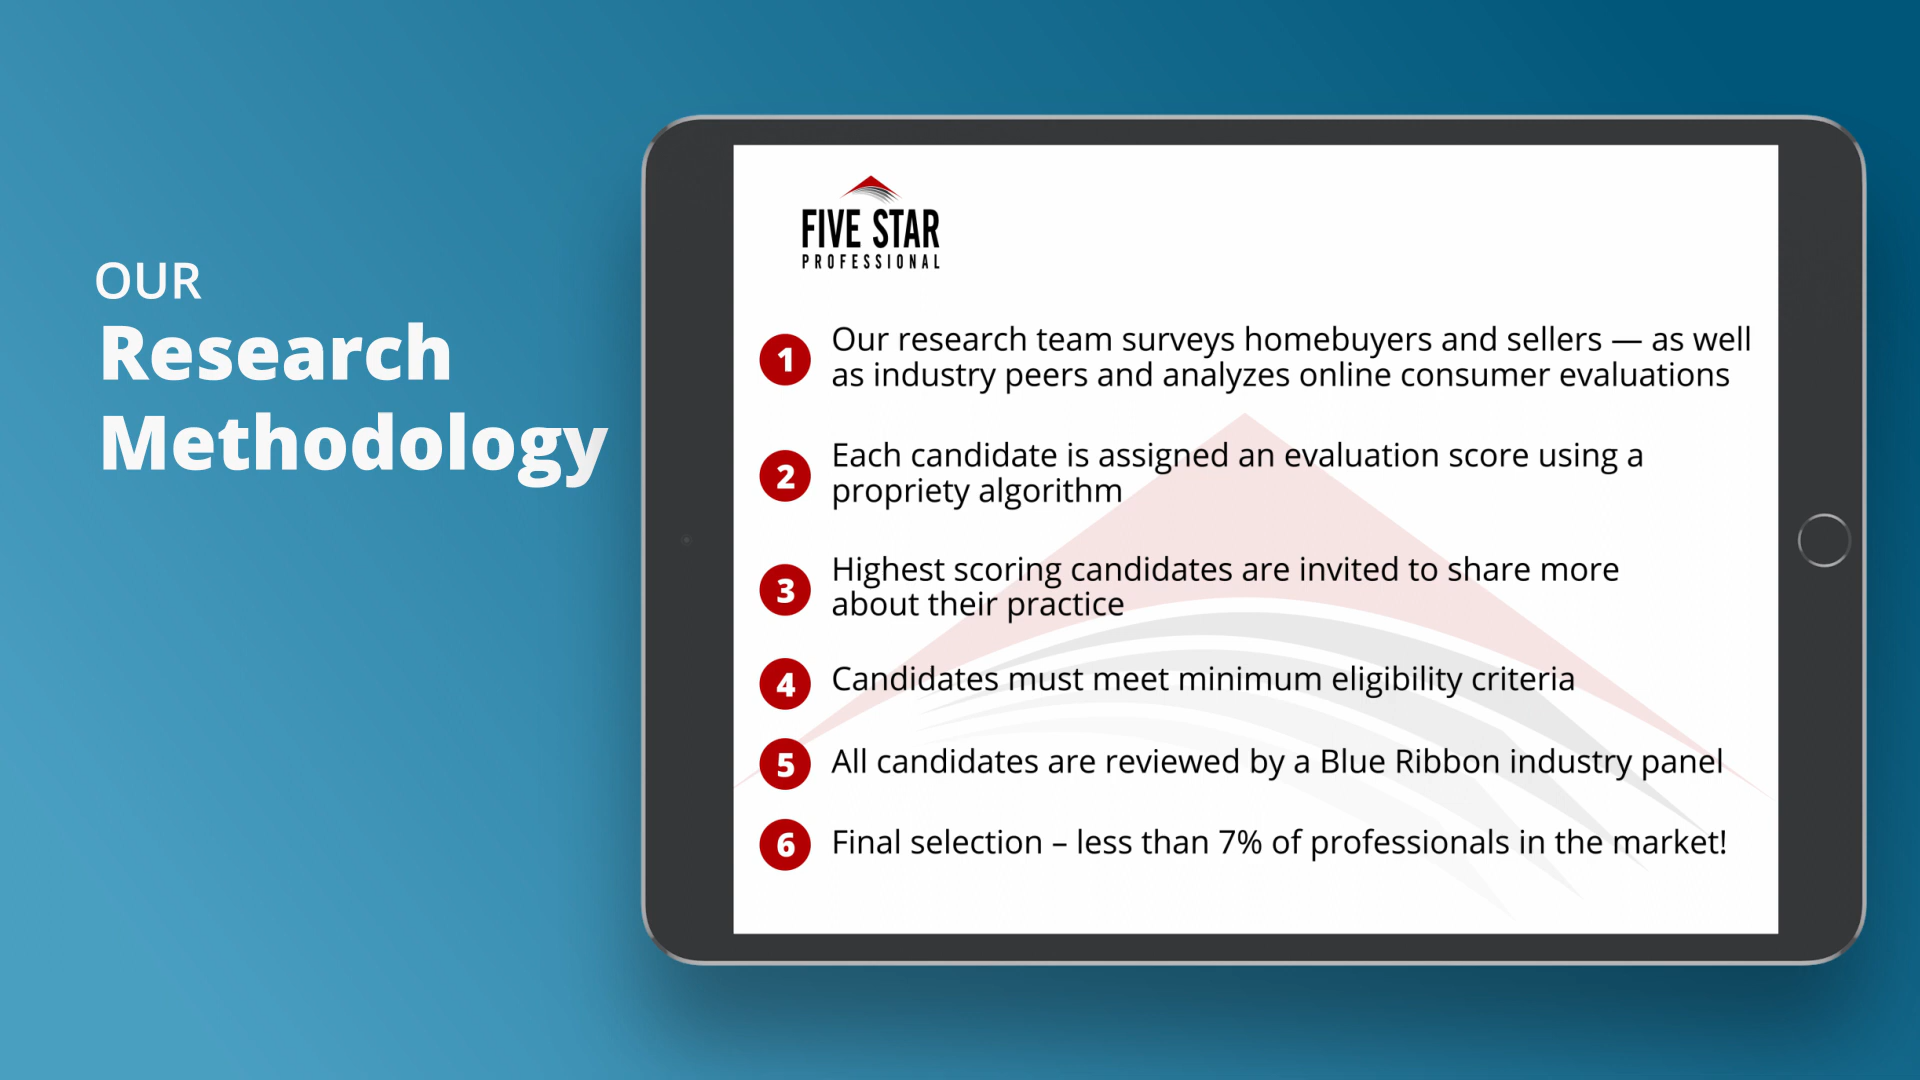 OUR
Research
Methodology
FIVE STAR
PROFESSIONAL
1 Our research team surveys homebuyers and sellers — as well
as industry peers and analyzes online consumer evaluations
2 Each candidate is assigned an evaluation score using a
propriety algorithm
3 Highest scoring candidates are invited to share more
about their practice
4 Candidates must meet minimum eligibility criteria
5 All candidates are reviewed by a Blue Ribbon industry panel
6 Final selection – less than 7% of professionals in the market!